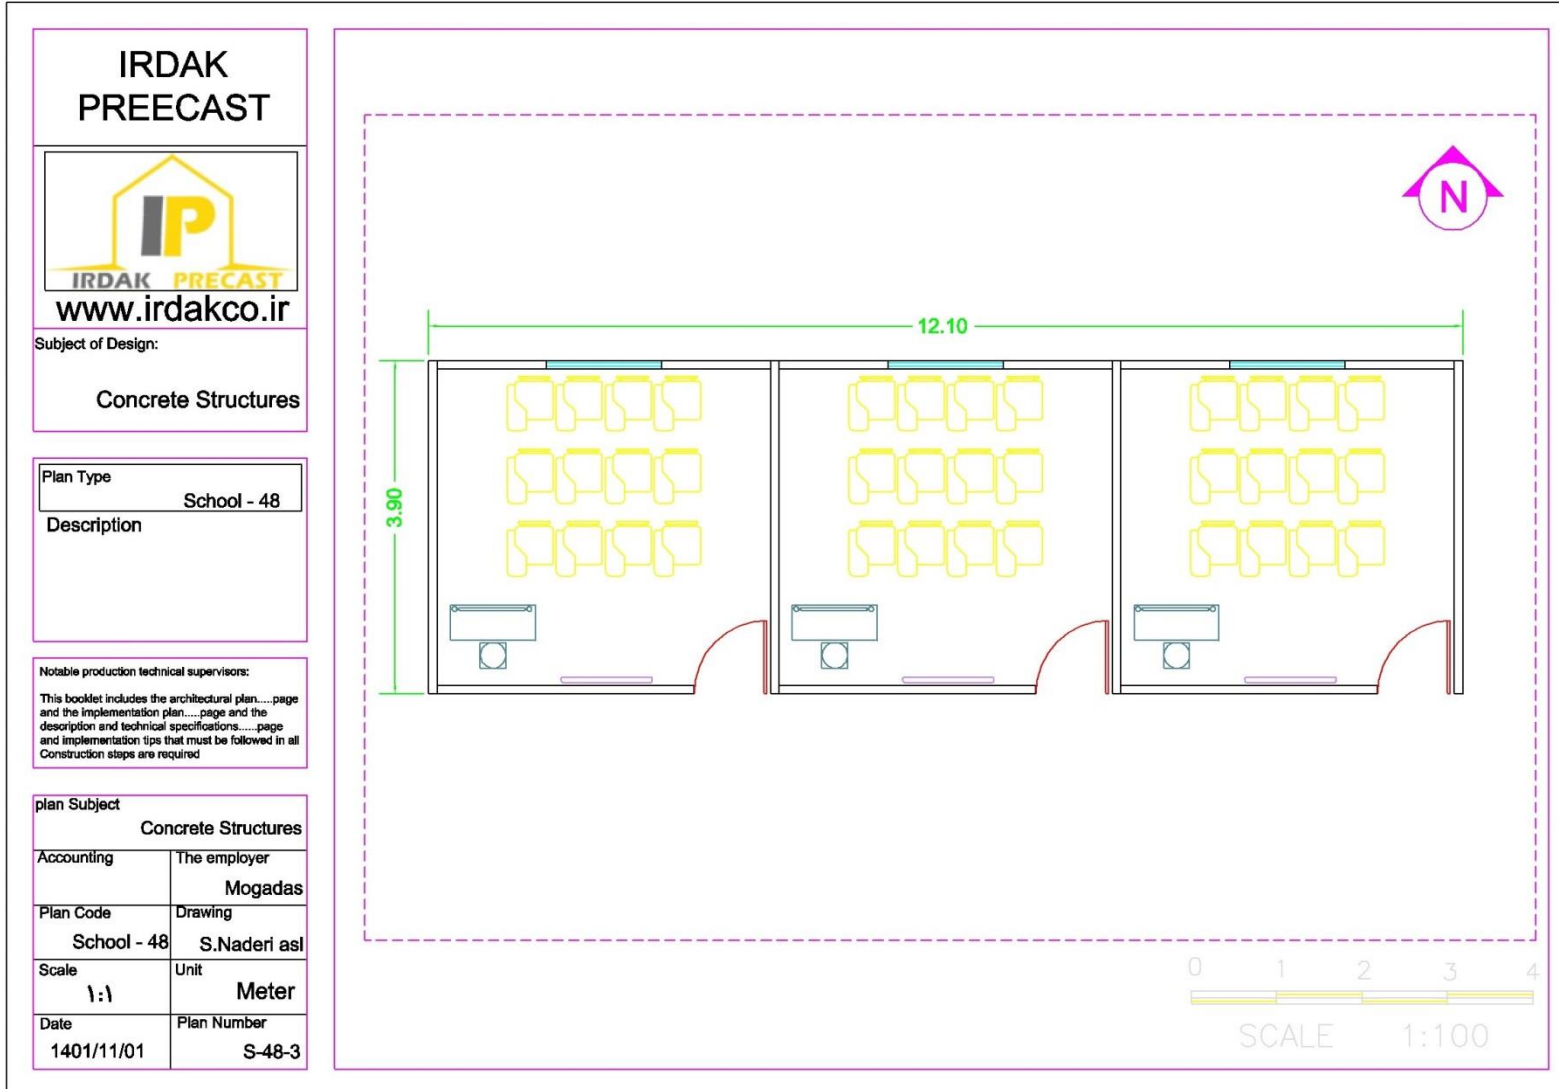 IRDAK
PREECAST
IP
IRDAK PRECAST
www.irdakco.ir
Subject of Design:
Concrete Structures
Plan Type
School - 48
Description
Notable production technical supervisors:
This booklet includes the architectural plan.....page
and the implementation plan.....page and the
description and technical specifications......page
and implementation tips that must be followed in all
Construction steps are required
plan Subject
Concrete Structures
Accounting
The employer
Mogadas
Plan Code
School - 48
Drawing
S.Naderi asl
Scale
۱:۱
Unit
Meter
Date
1401/11/01
Plan Number
S-48-3
N
12.10
3.90
0 1 2 3 4
SCALE 1:100